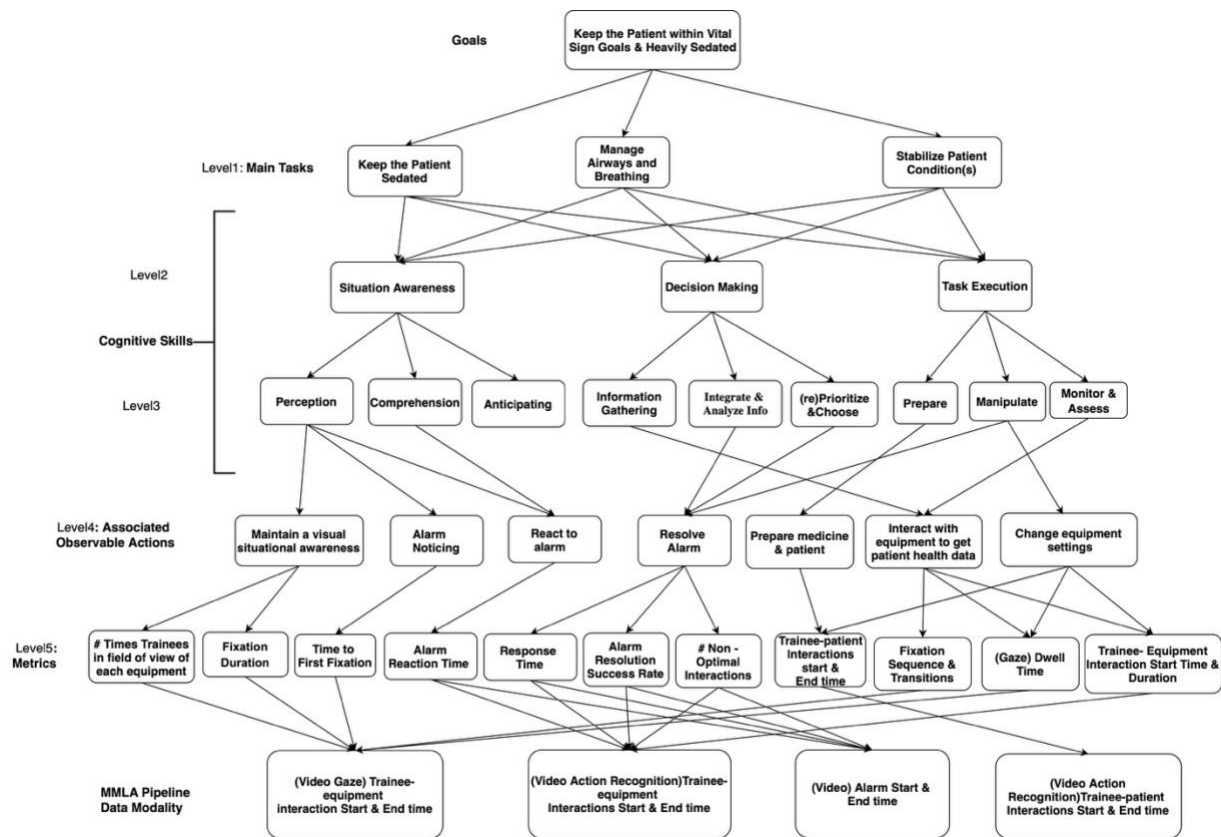 Goals
Keep the Patient within Vital
Sign Goals & Heavily Sedated
Level1: Main Tasks
Keep the Patient
Sedated
Manage
Airways and
Breathing
Stabilize Patient
Condition(s)
Level2
Situation Awareness
Decision Making
Task Execution
Cognitive Skills
Level3
Perception
Comprehension
Anticipating
Information
Gathering
Integrate &
Analyze Info
(re)Prioritize
&Choose
Prepare
Manipulate
Monitor &
Assess
Level4: Associated
Observable Actions
Maintain a visual
situational awareness
Alarm
Noticing
React to
alarm
Resolve
Alarm
Prepare medicine
& patient
Interact with
equipment to get
patient health data
Change equipment
settings
Level5:
Metrics
# Times Trainees
in field of view of
each equipment
Fixation
Duration
Time to
First Fixation
Alarm
Reaction Time
Response
Time
Alarm
Resolution
Success Rate
# Non -
Optimal
Interactions
Trainee-patient
Interactions
start &
End time
Fixation
Sequence &
Transitions
(Gaze) Dwell
Time
Trainee- Equipment
Interaction Start Time &
Duration
MMLA Pipeline
Data Modality
(Video Gaze) Trainee-
equipment
interaction Start & End time
(Video Action Recognition)Trainee-
equipment
Interactions Start & End time
(Video) Alarm Start &
End time
(Video Action
Recognition)Trainee-patient
Interactions Start & End time